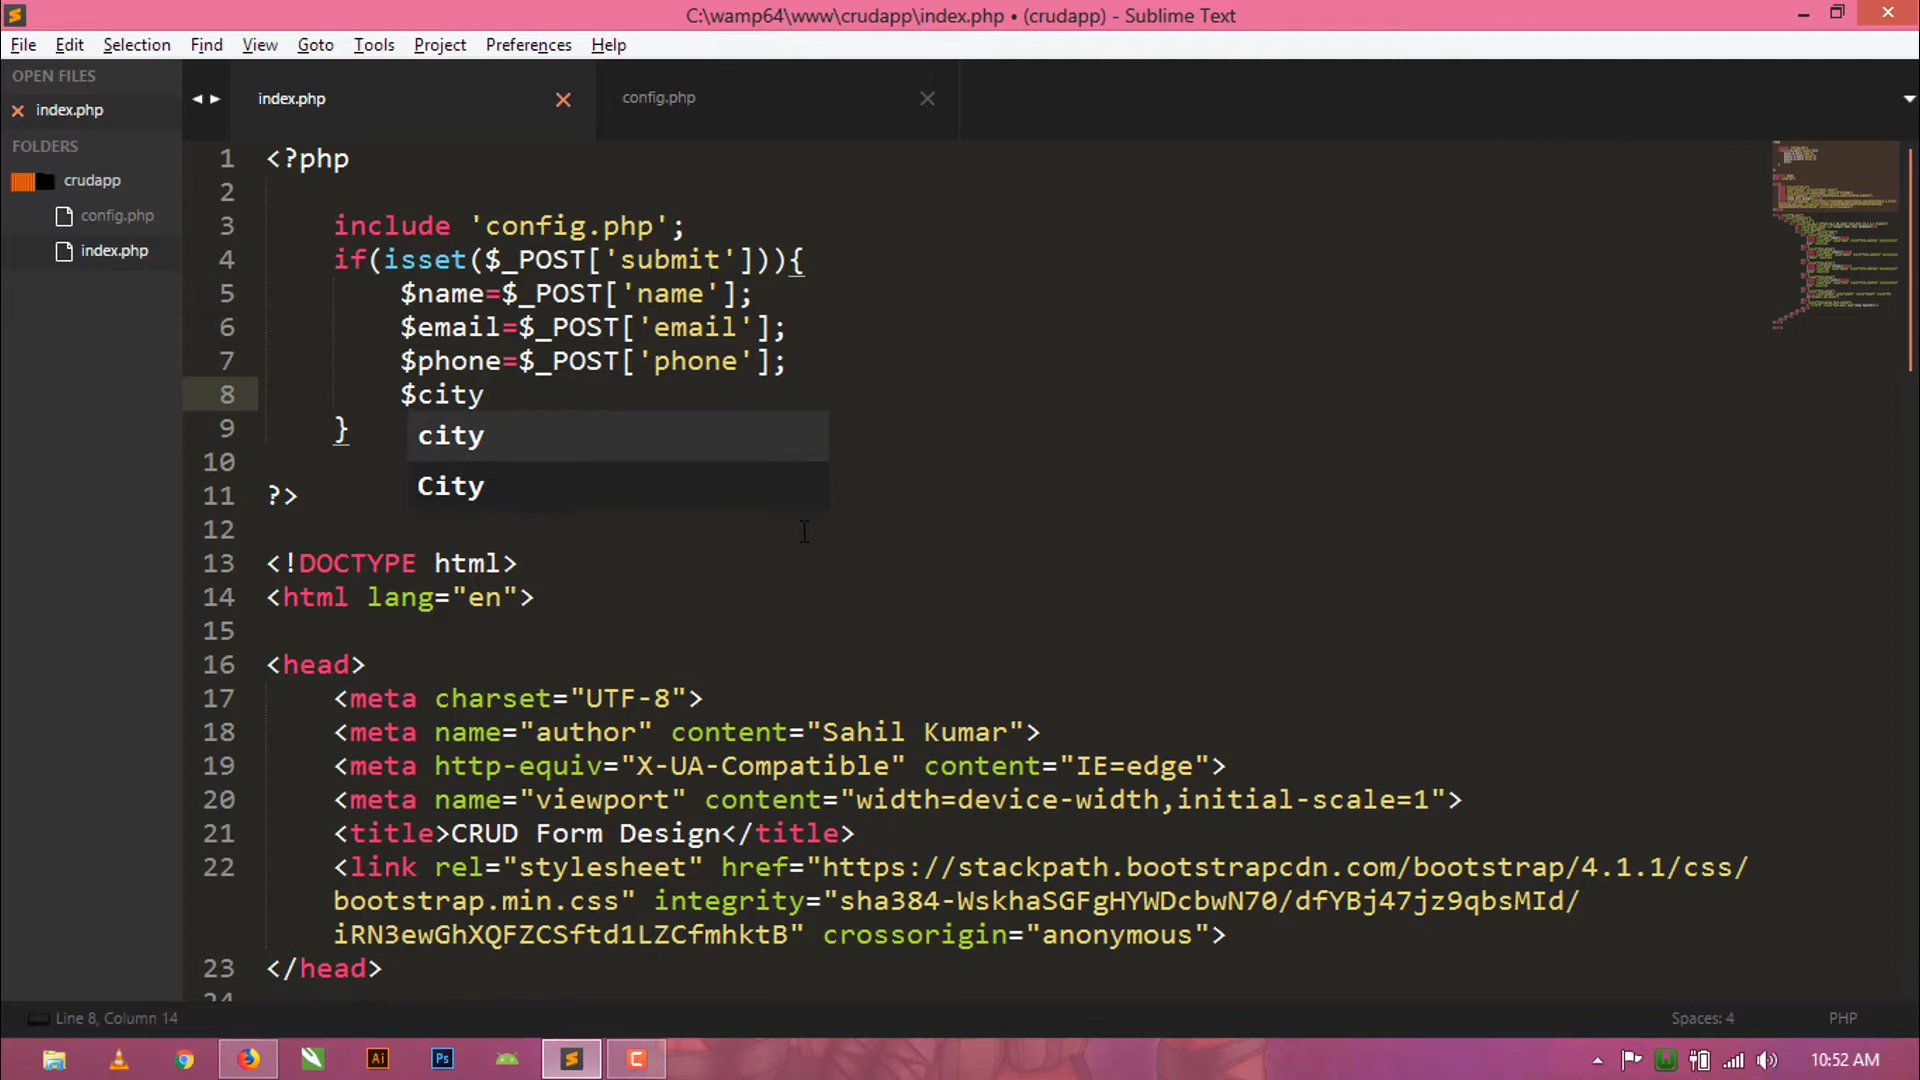 C:\wamp64\www\crudapp\index.php • (crudapp) - Sublime Text
File Edit Selection Find View Goto Tools Project Preferences Help
OPEN FILES
index.php
FOLDERS
crudapp
config.php
index.php
index.php
config.php
1 <?php
2
3 include 'config.php';
4 if(isset($_POST['submit'])){
5 $name=$_POST['name'];
6 $email=$_POST['email'];
7 $phone=$_POST['phone'];
8 $city
city
City
9 }
10
11 ?>
12
13 <!DOCTYPE html>
14 <html lang="en">
15
16 <head>
17 <meta charset="UTF-8">
18 <meta name="author" content="Sahil Kumar">
19 <meta http-equiv="X-UA-Compatible" content="IE=edge">
20 <meta name="viewport" content="width=device-width,initial-scale=1">
21 <title>CRUD Form Design</title>
22 <link rel="stylesheet" href="https://stackpath.bootstrapcdn.com/bootstrap/4.1.1/css/
bootstrap.min.css" integrity="sha384-WskhaSGFgHYWDcbwN70/dfYBj47jz9qbsMId/
iRN3ewGhXQFZCSftd1LZCfmhktB" crossorigin="anonymous">
23 </head>
24
Line 8, Column 14
Spaces: 4
PHP
Ai
Ps
10:52 AM